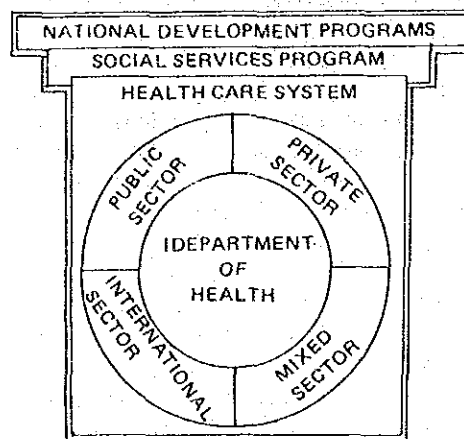 NATIONAL DEVELOPMENT PROGRAMS
SOCIAL SERVICES PROGRAM
HEALTH CARE SYSTEM
PUBLIC
SECTOR
PRIVATE
SECTOR
IDEPARTMENT
OF
HEALTH
INTERNATIONAL
SECTOR
MIXED
SECTOR